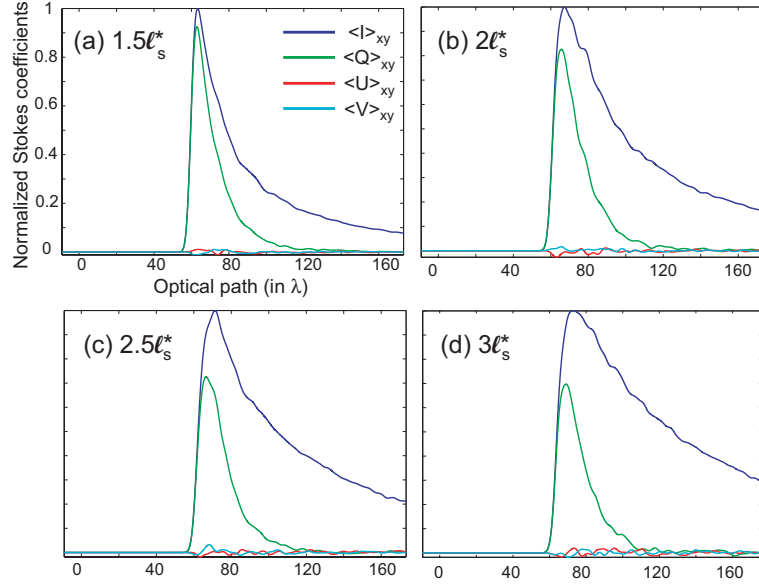 (a) 1.5ℓ*s
<I>xy
<Q>xy
<U>xy
<V>xy
Normalized Stokes coefficients
1
0.8
0.6
0.4
0.2
0
0 40 80 120 160
Optical path (in λ)
(b) 2ℓ*s
0 40 80 120 160
(c) 2.5ℓ*s
0 40 80 120 160
(d) 3ℓ*s
0 40 80 120 160